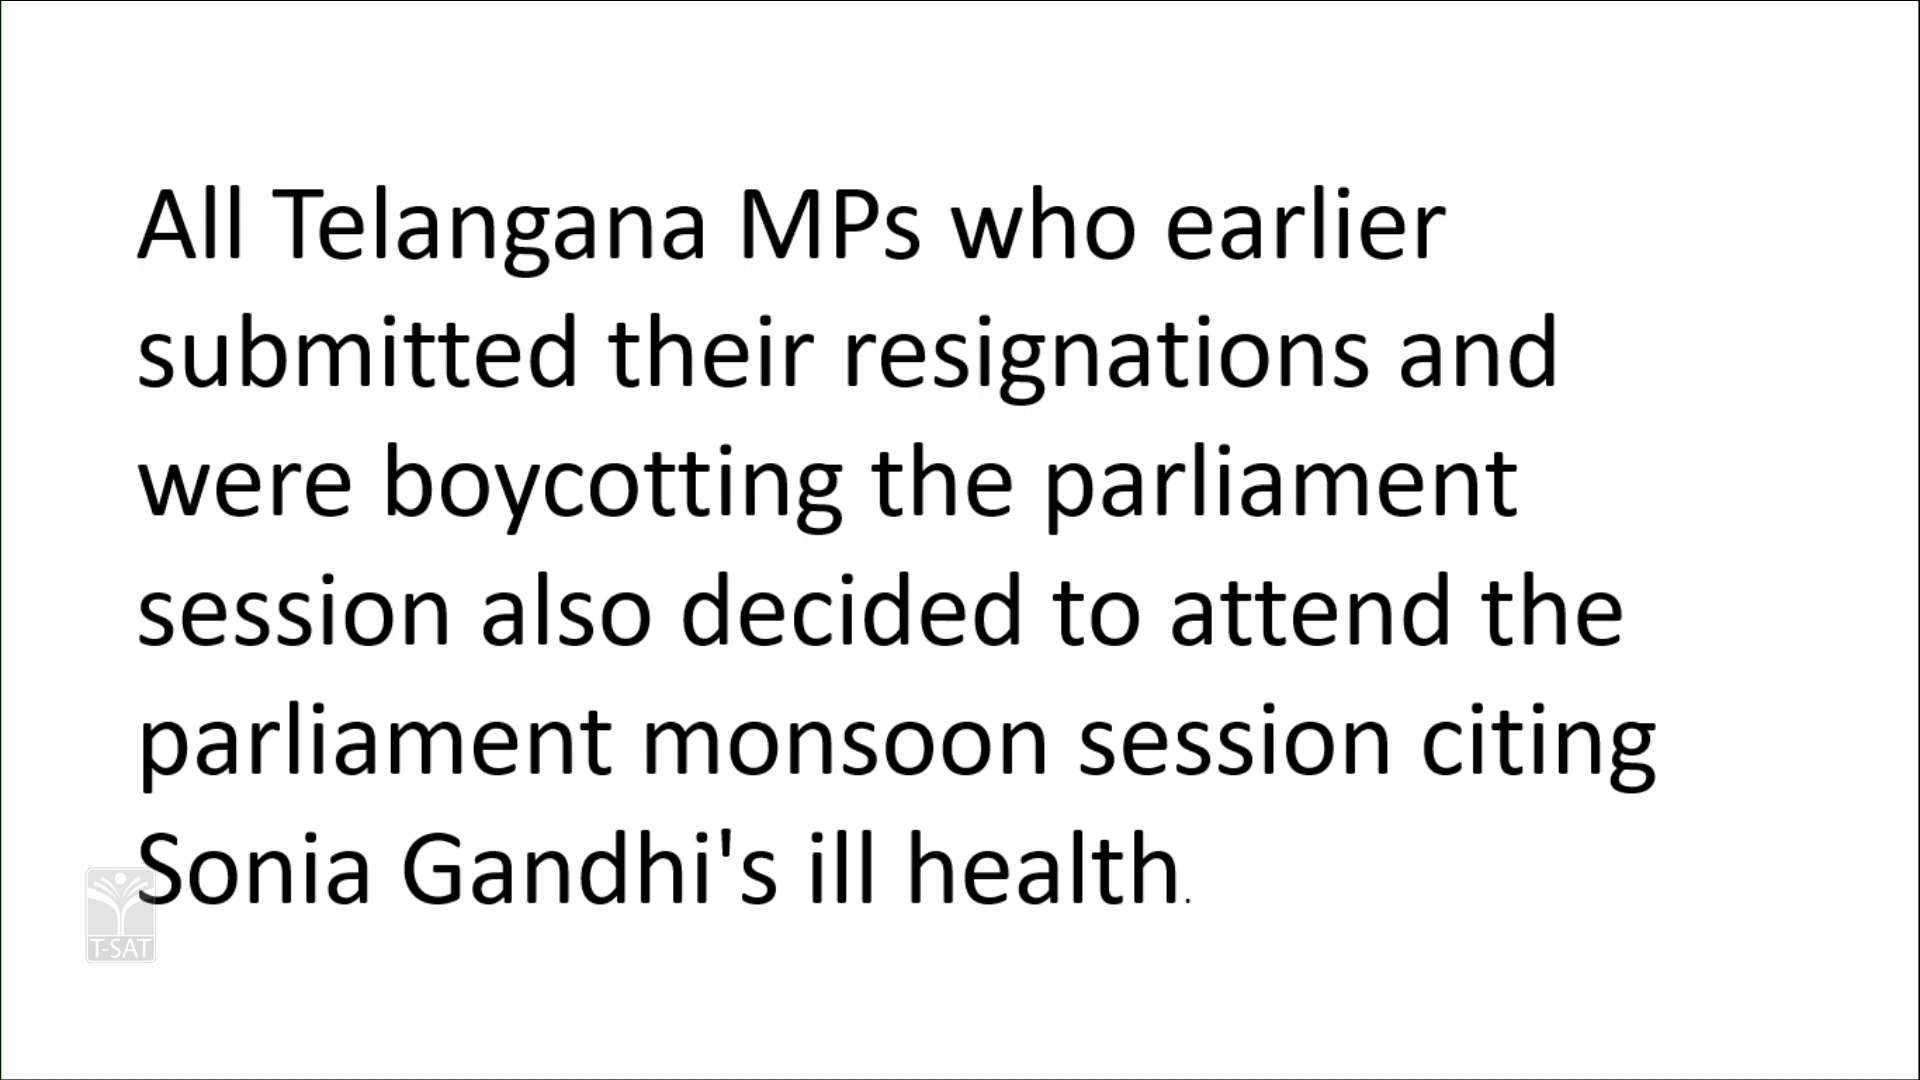 All Telangana MPs who earlier
submitted their resignations and
were boycotting the parliament
session also decided to attend the
parliament monsoon session citing
Sonia Gandhi's ill health.
T-SAT